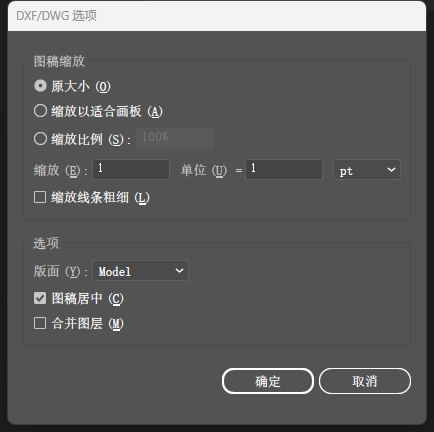 DXF/DWG 选项
图稿缩放
原大小 (O)
缩放以适合画板 (A)
缩放比例 (S): 100%
缩放 (E): 1 单位 (U) = 1 pt
缩放线条粗细 (L)
选项
版面 (Y): Model
图稿居中 (C)
合并图层 (M)
确定 取消